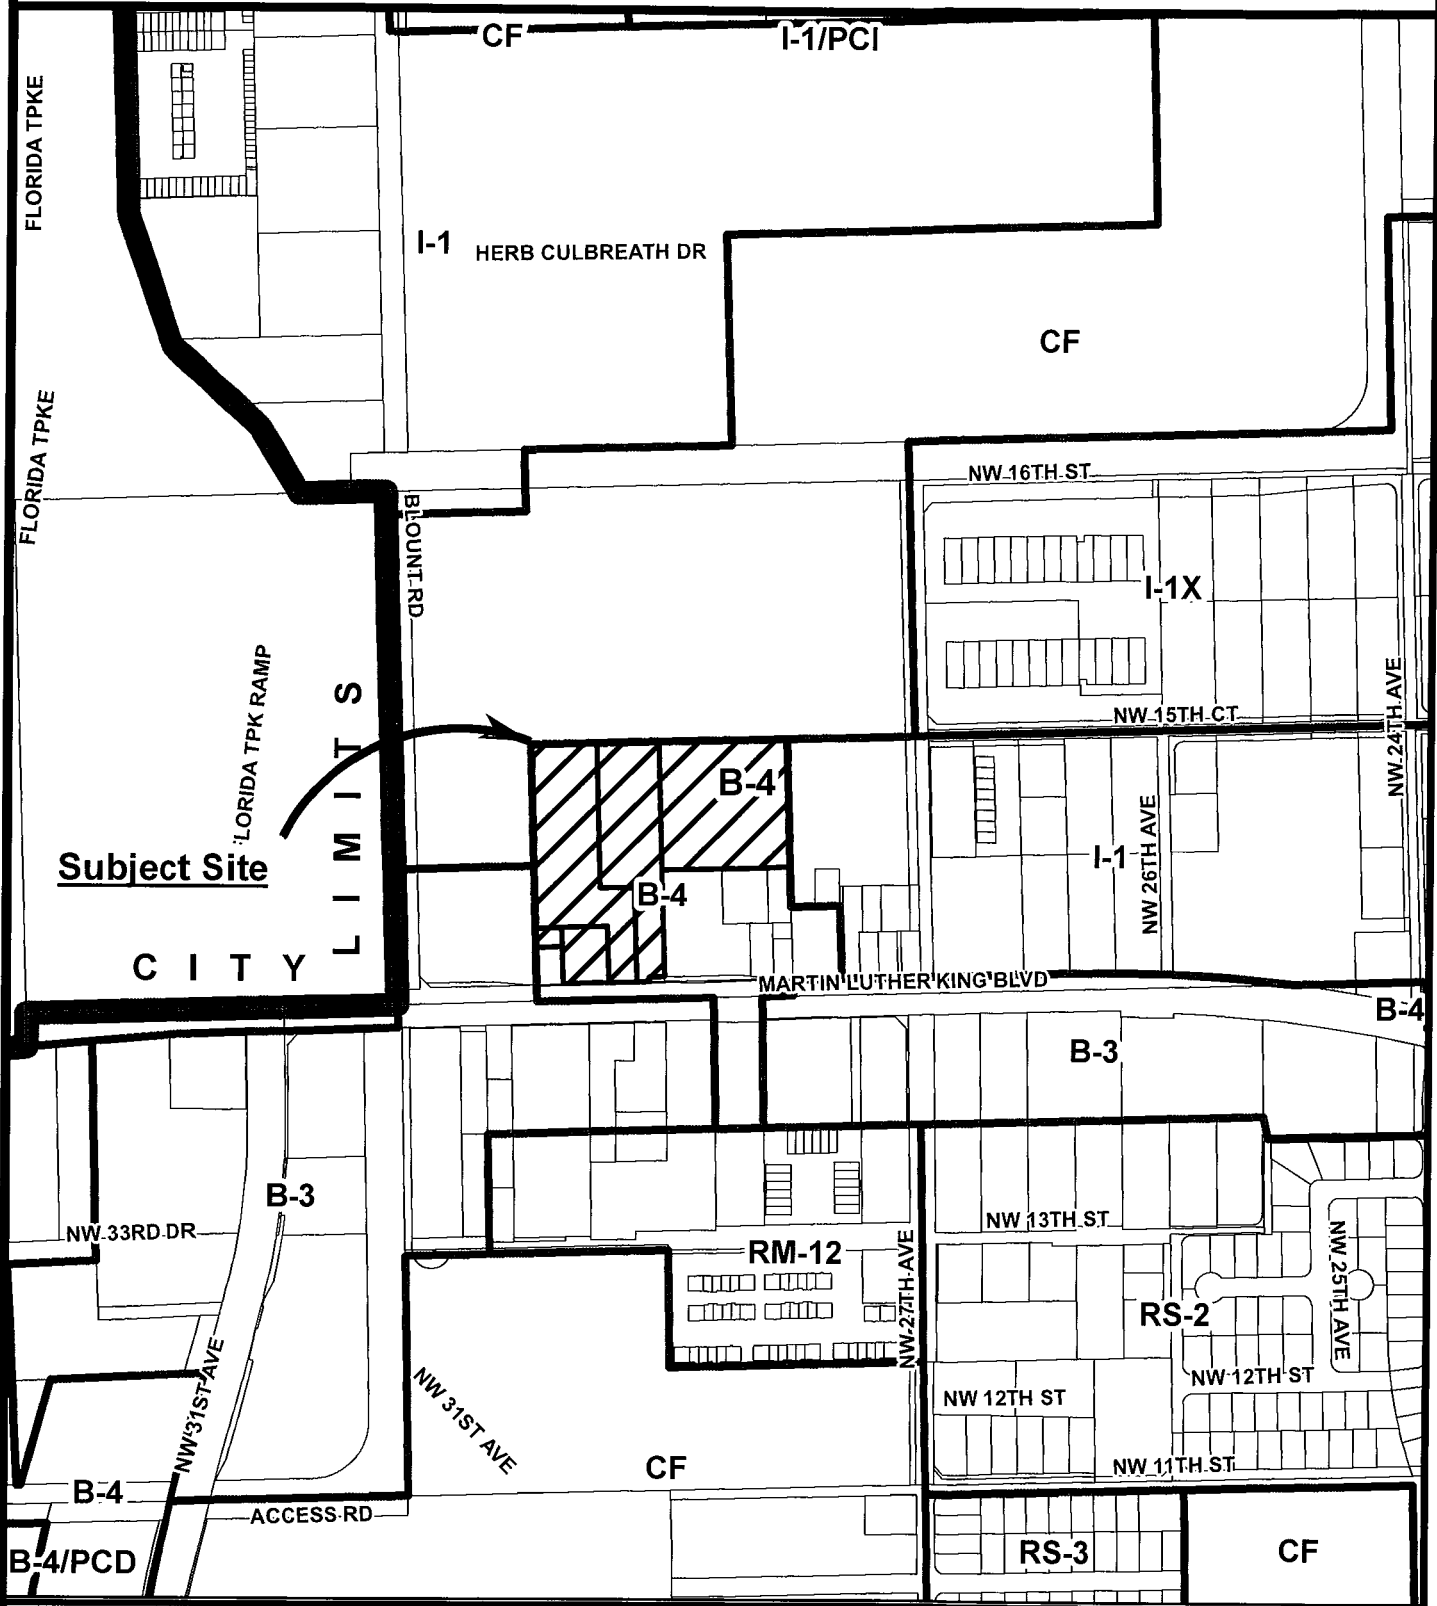 CF
I-1/PCI
FLORIDA TPKE
I-1
HERB CULBREATH DR
CF
FLORIDA TPKE
NW 16TH ST
BLOUNT RD
I-1X
LORIDA TPK RAMP
NW 24TH AVE
NW 15TH CT
B-4
Subject Site
I-1
NW 26TH AVE
B-4
CITY
LIMITS
MARTIN LUTHER KING BLVD
B-4
B-3
B-3
NW 33RD DR
NW 13TH ST
RM-12
NW 27TH AVE
NW 25TH AVE
RS-2
NW 31ST AVE
NW 31ST AVE
NW 12TH ST
NW 12TH ST
CF
NW 11TH ST
B-4
ACCESS RD
B-4/PCD
RS-3
CF